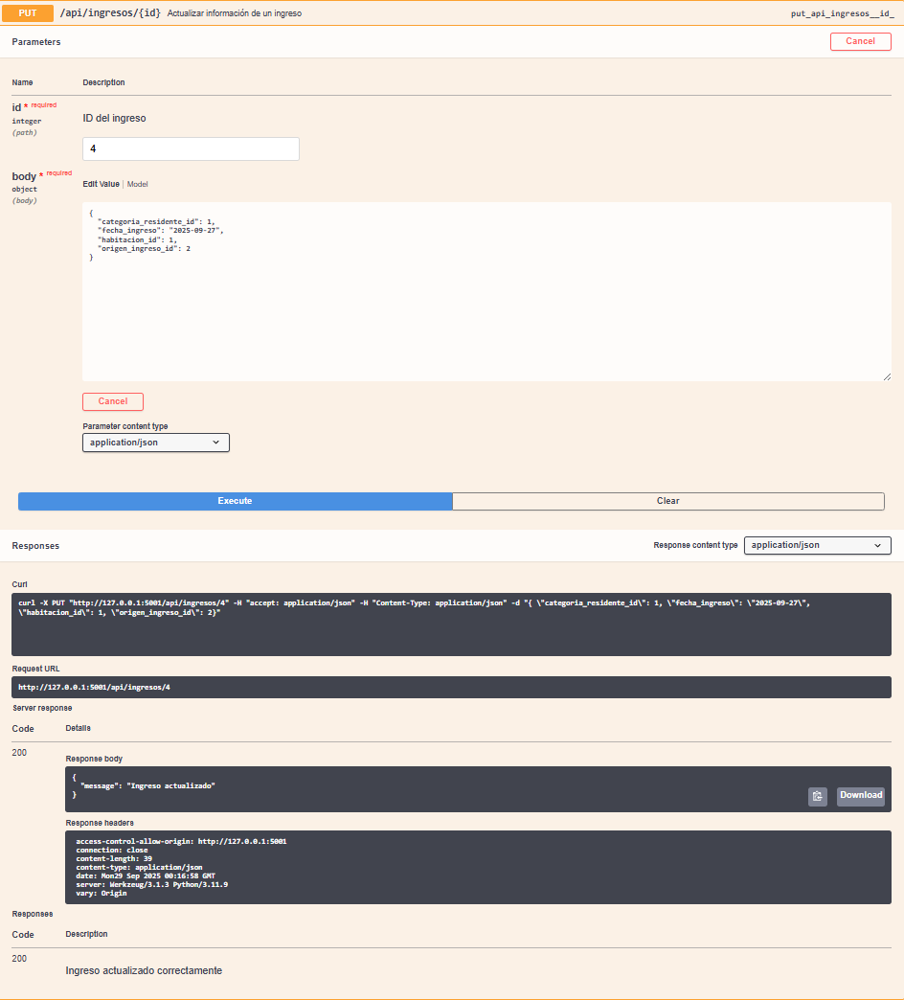 PUT /api/ingresos/{id} Actualizar información de un ingreso put_api_ingresos__id_
Parameters Cancel
Name Description
id * required
integer
(path)
ID del ingreso
4
body * required
object
(body)
Edit Value | Model
{
  "categoria_residente_id": 1,
  "fecha_ingreso": "2025-09-27",
  "habitacion_id": 1,
  "origen_ingreso_id": 2
}
Cancel
Parameter content type
application/json
Execute Clear
Responses Response content type application/json
Curl
curl -X PUT "http://127.0.0.1:5001/api/ingresos/4" -H "accept: application/json" -H "Content-Type: application/json" -d "{ \"categoria_residente_id\": 1, \"fecha_ingreso\": \"2025-09-27\",
\"habitacion_id\": 1, \"origen_ingreso_id\": 2}"
Request URL
http://127.0.0.1:5001/api/ingresos/4
Server response
Code Details
200
Response body
{
  "message": "Ingreso actualizado"
}
Download
Response headers
access-control-allow-origin: http://127.0.0.1:5001
connection: close
content-length: 39
content-type: application/json
date: Mon29 Sep 2025 00:16:58 GMT
server: Werkzeug/3.1.3 Python/3.11.9
vary: Origin
Responses
Code Description
200
Ingreso actualizado correctamente